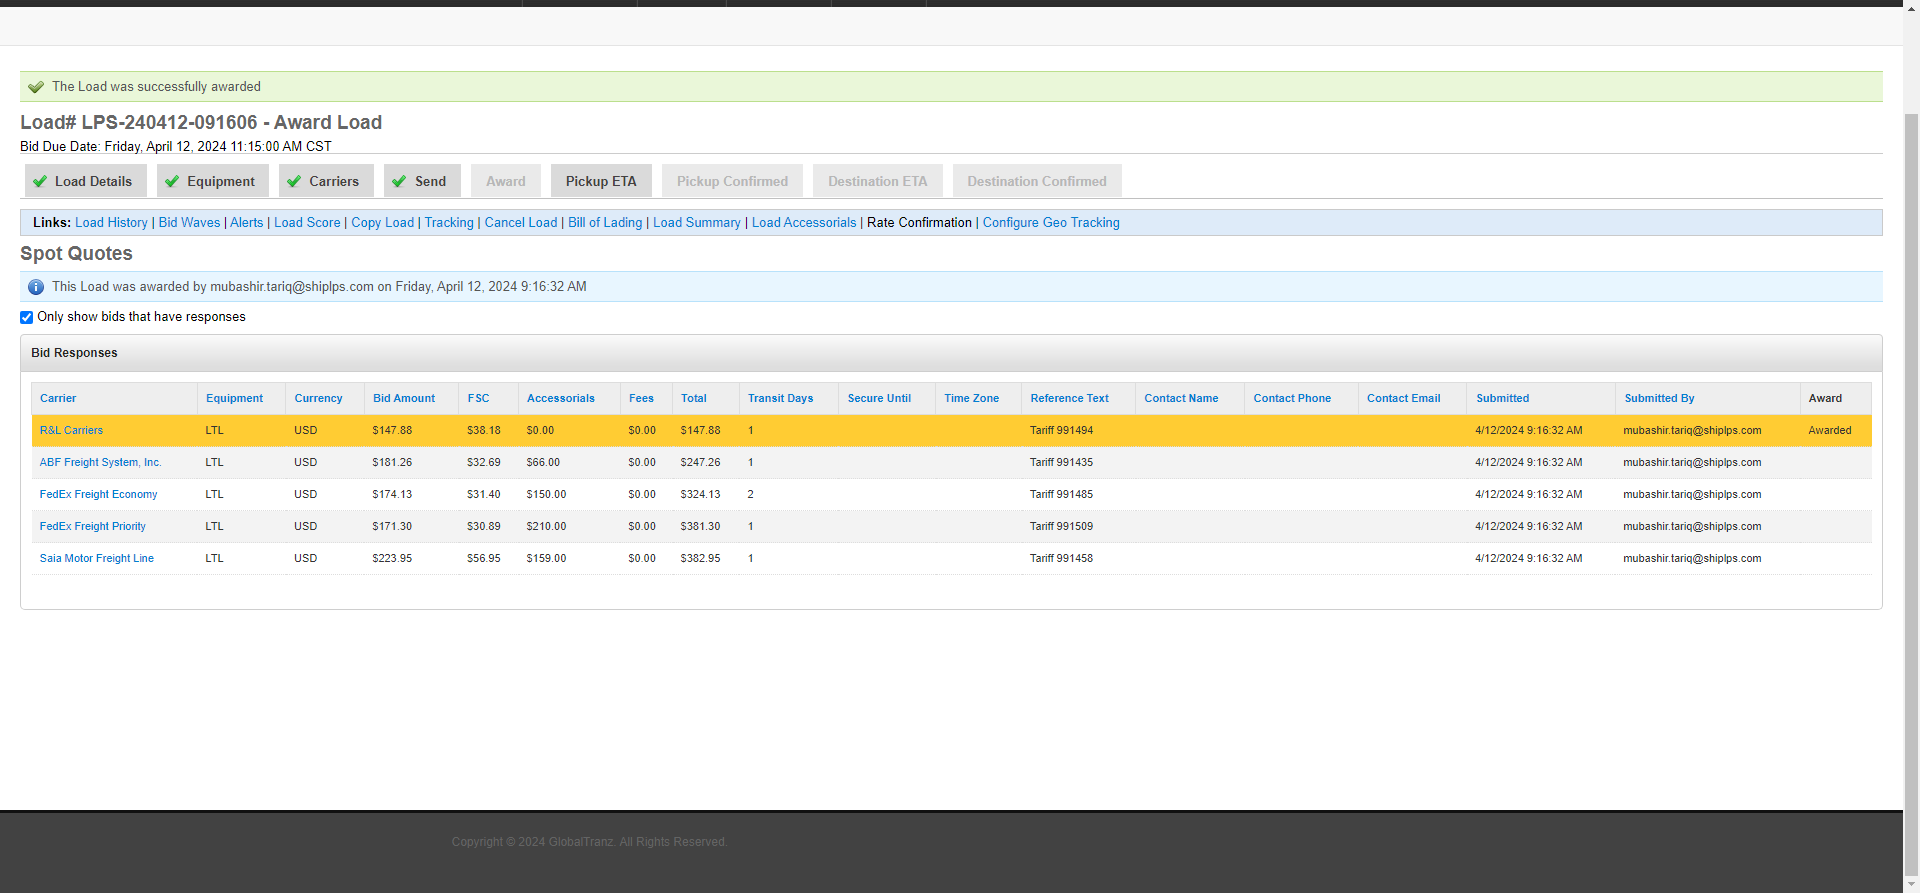 The Load was successfully awarded
Load# LPS-240412-091606 - Award Load
Bid Due Date: Friday, April 12, 2024 11:15:00 AM CST
Load Details Equipment Carriers Send Award Pickup ETA Pickup Confirmed Destination ETA Destination Confirmed
Links: Load History | Bid Waves | Alerts | Load Score | Copy Load | Tracking | Cancel Load | Bill of Lading | Load Summary | Load Accessorials | Rate Confirmation | Configure Geo Tracking
Spot Quotes
This Load was awarded by mubashir.tariq@shiplps.com on Friday, April 12, 2024 9:16:32 AM
Only show bids that have responses
Bid Responses
Carrier Equipment Currency Bid Amount FSC Accessorials Fees Total Transit Days Secure Until Time Zone Reference Text Contact Name Contact Phone Contact Email Submitted Submitted By Award
R&L Carriers LTL USD $147.88 $38.18 $0.00 $0.00 $147.88 1 Tariff 991494 4/12/2024 9:16:32 AM mubashir.tariq@shiplps.com Awarded
ABF Freight System, Inc. LTL USD $181.26 $32.69 $66.00 $0.00 $247.26 1 Tariff 991435 4/12/2024 9:16:32 AM mubashir.tariq@shiplps.com
FedEx Freight Economy LTL USD $174.13 $31.40 $150.00 $0.00 $324.13 2 Tariff 991485 4/12/2024 9:16:32 AM mubashir.tariq@shiplps.com
FedEx Freight Priority LTL USD $171.30 $30.89 $210.00 $0.00 $381.30 1 Tariff 991509 4/12/2024 9:16:32 AM mubashir.tariq@shiplps.com
Saia Motor Freight Line LTL USD $223.95 $56.95 $159.00 $0.00 $382.95 1 Tariff 991458 4/12/2024 9:16:32 AM mubashir.tariq@shiplps.com
Copyright © 2024 GlobalTranz. All Rights Reserved.